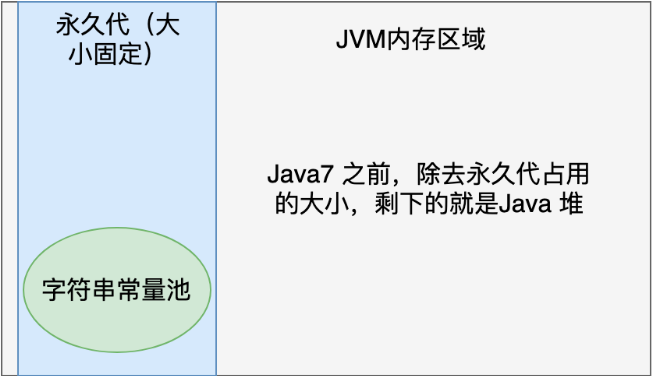 永久代（大
小固定）
JVM内存区域
Java7 之前，除去永久代占用
的大小，剩下的就是Java 堆
字符串常量池